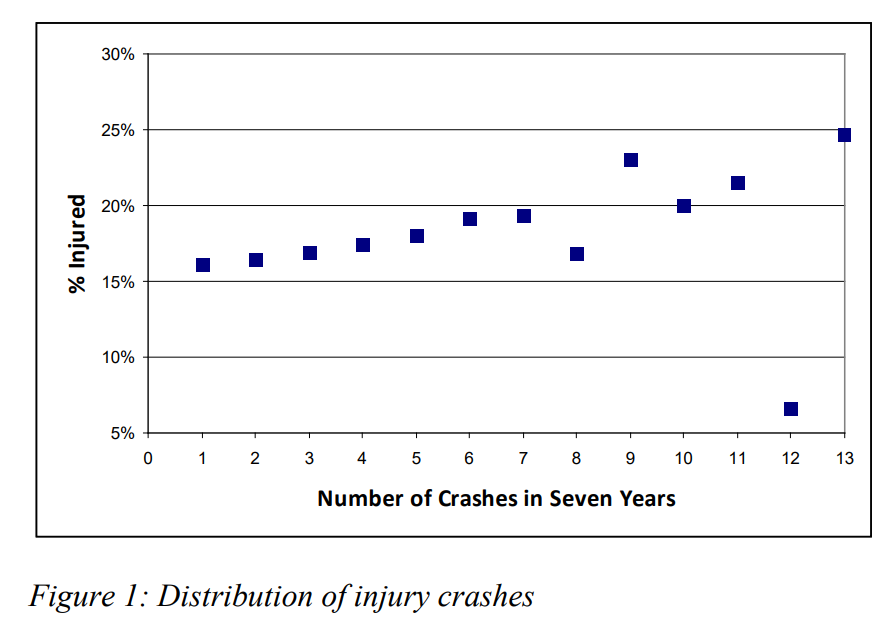 30%
25%
20%
15%
10%
5%
% Injured
0 1 2 3 4 5 6 7 8 9 10 11 12 13
Number of Crashes in Seven Years
Figure 1: Distribution of injury crashes